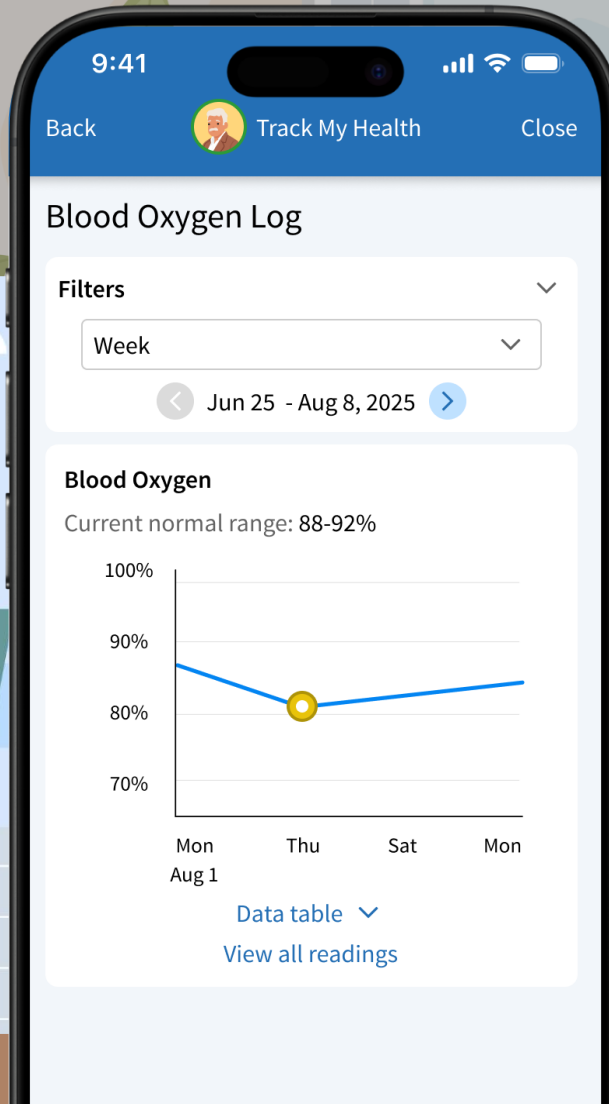 9:41
Back Track My Health Close
Blood Oxygen Log
Filters
Week
Jun 25 - Aug 8, 2025
Blood Oxygen
Current normal range: 88-92%
100%
90%
80%
70%
Mon Thu Sat Mon
Aug 1
Data table
View all readings